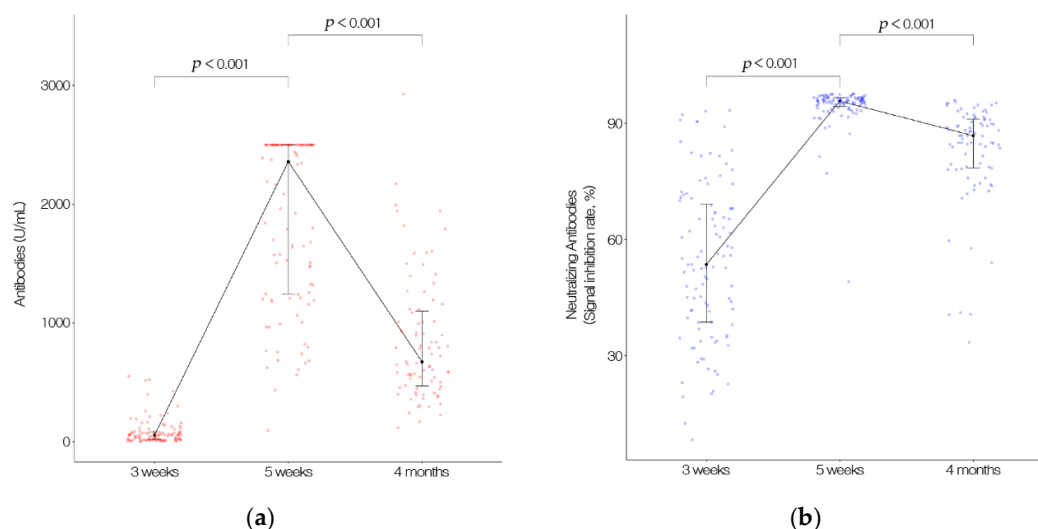 p < 0.001
p < 0.001
3000
2000
1000
0
Antibodies (U/mL)
3 weeks
5 weeks
4 months
(a)
p < 0.001
p < 0.001
90
60
30
Neutralizing Antibodies
(Signal inhibition rate, %)
3 weeks
5 weeks
4 months
(b)